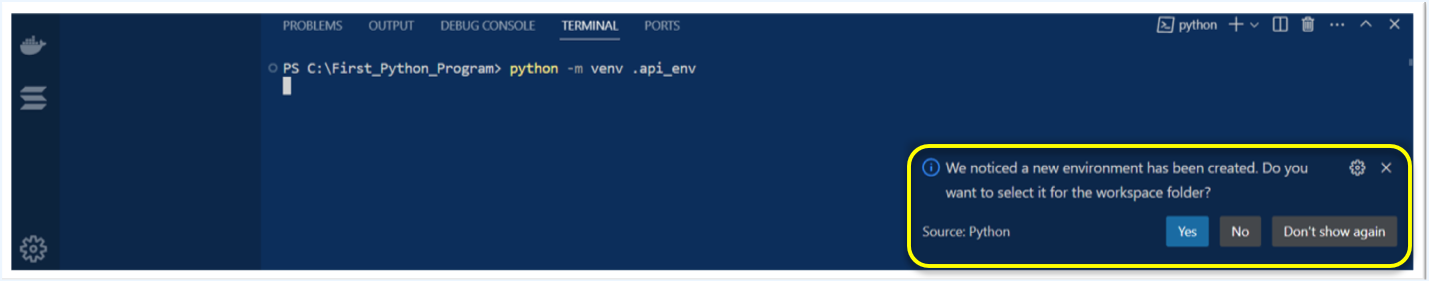 PROBLEMS OUTPUT DEBUG CONSOLE TERMINAL PORTS python
PS C:\First_Python_Program> python -m venv .api_env
We noticed a new environment has been created. Do you
want to select it for the workspace folder?
Source: Python Yes No Don't show again